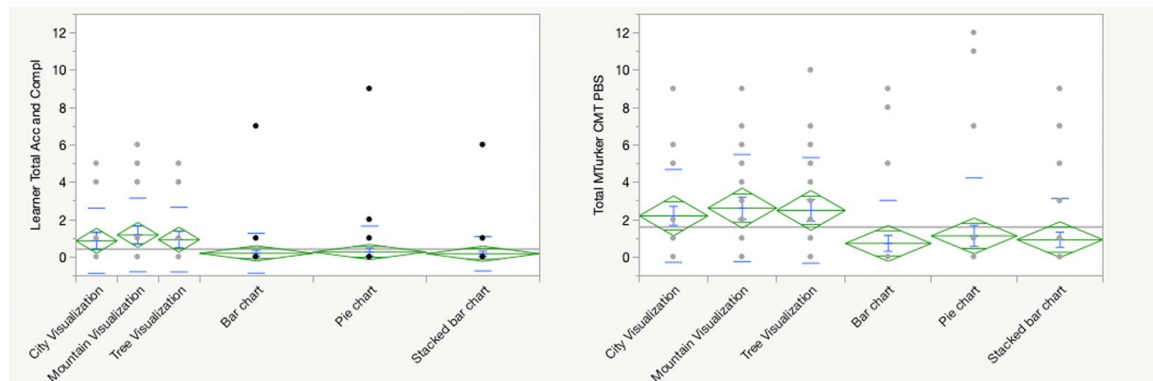 Learner Total Acc and Compl
12
10
8
6
4
2
0
City Visualization
Mountain Visualization
Tree Visualization
Bar chart
Pie chart
Stacked bar chart
Total MTurker CMT PBS
12
10
8
6
4
2
0
City Visualization
Mountain Visualization
Tree Visualization
Bar chart
Pie chart
Stacked bar chart